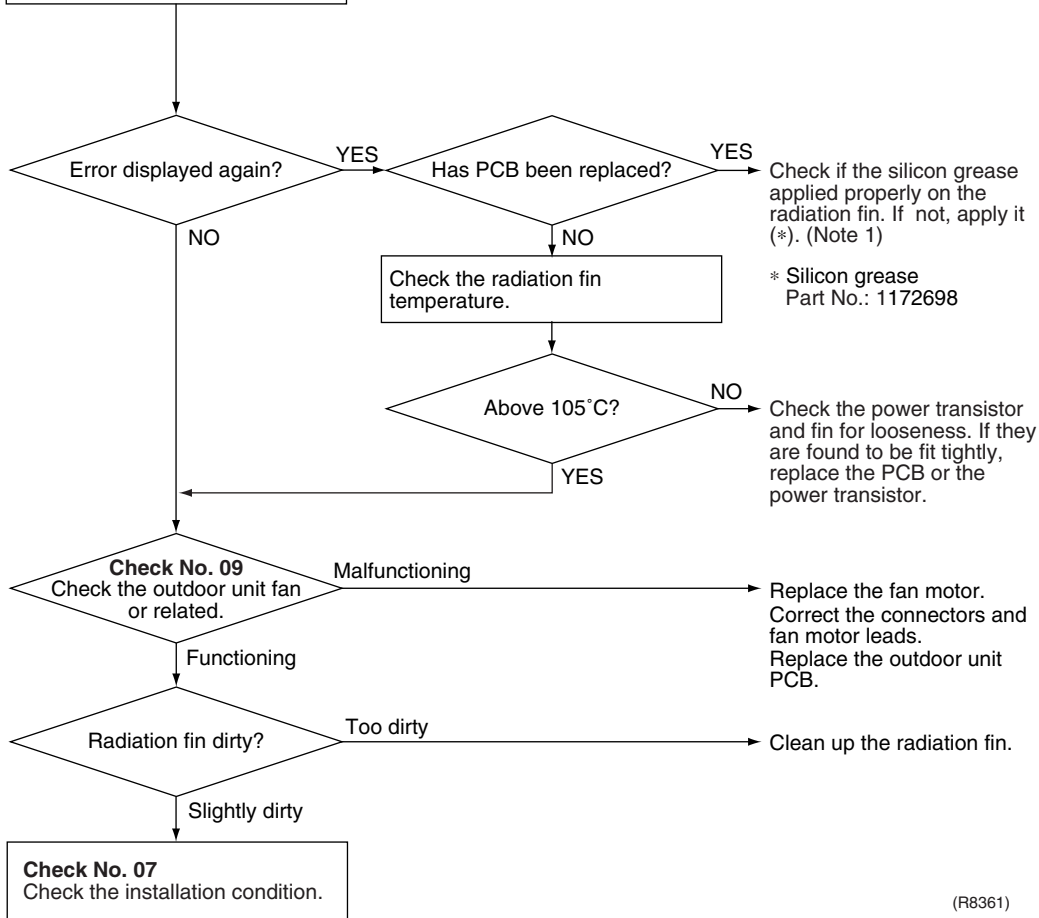 Error displayed again?
YES
Has PCB been replaced?
YES
Check if the silicon grease
applied properly on the
radiation fin. If not, apply it
(*). (Note 1)
* Silicon grease
Part No.: 1172698
NO
NO
Check the radiation fin
temperature.
Above 105˚C?
NO
Check the power transistor
and fin for looseness. If they
are found to be fit tightly,
replace the PCB or the
power transistor.
YES
Check No. 09
Check the outdoor unit fan
or related.
Malfunctioning
Replace the fan motor.
Correct the connectors and
fan motor leads.
Replace the outdoor unit
PCB.
Functioning
Radiation fin dirty?
Too dirty
Clean up the radiation fin.
Slightly dirty
Check No. 07
Check the installation condition.
(R8361)